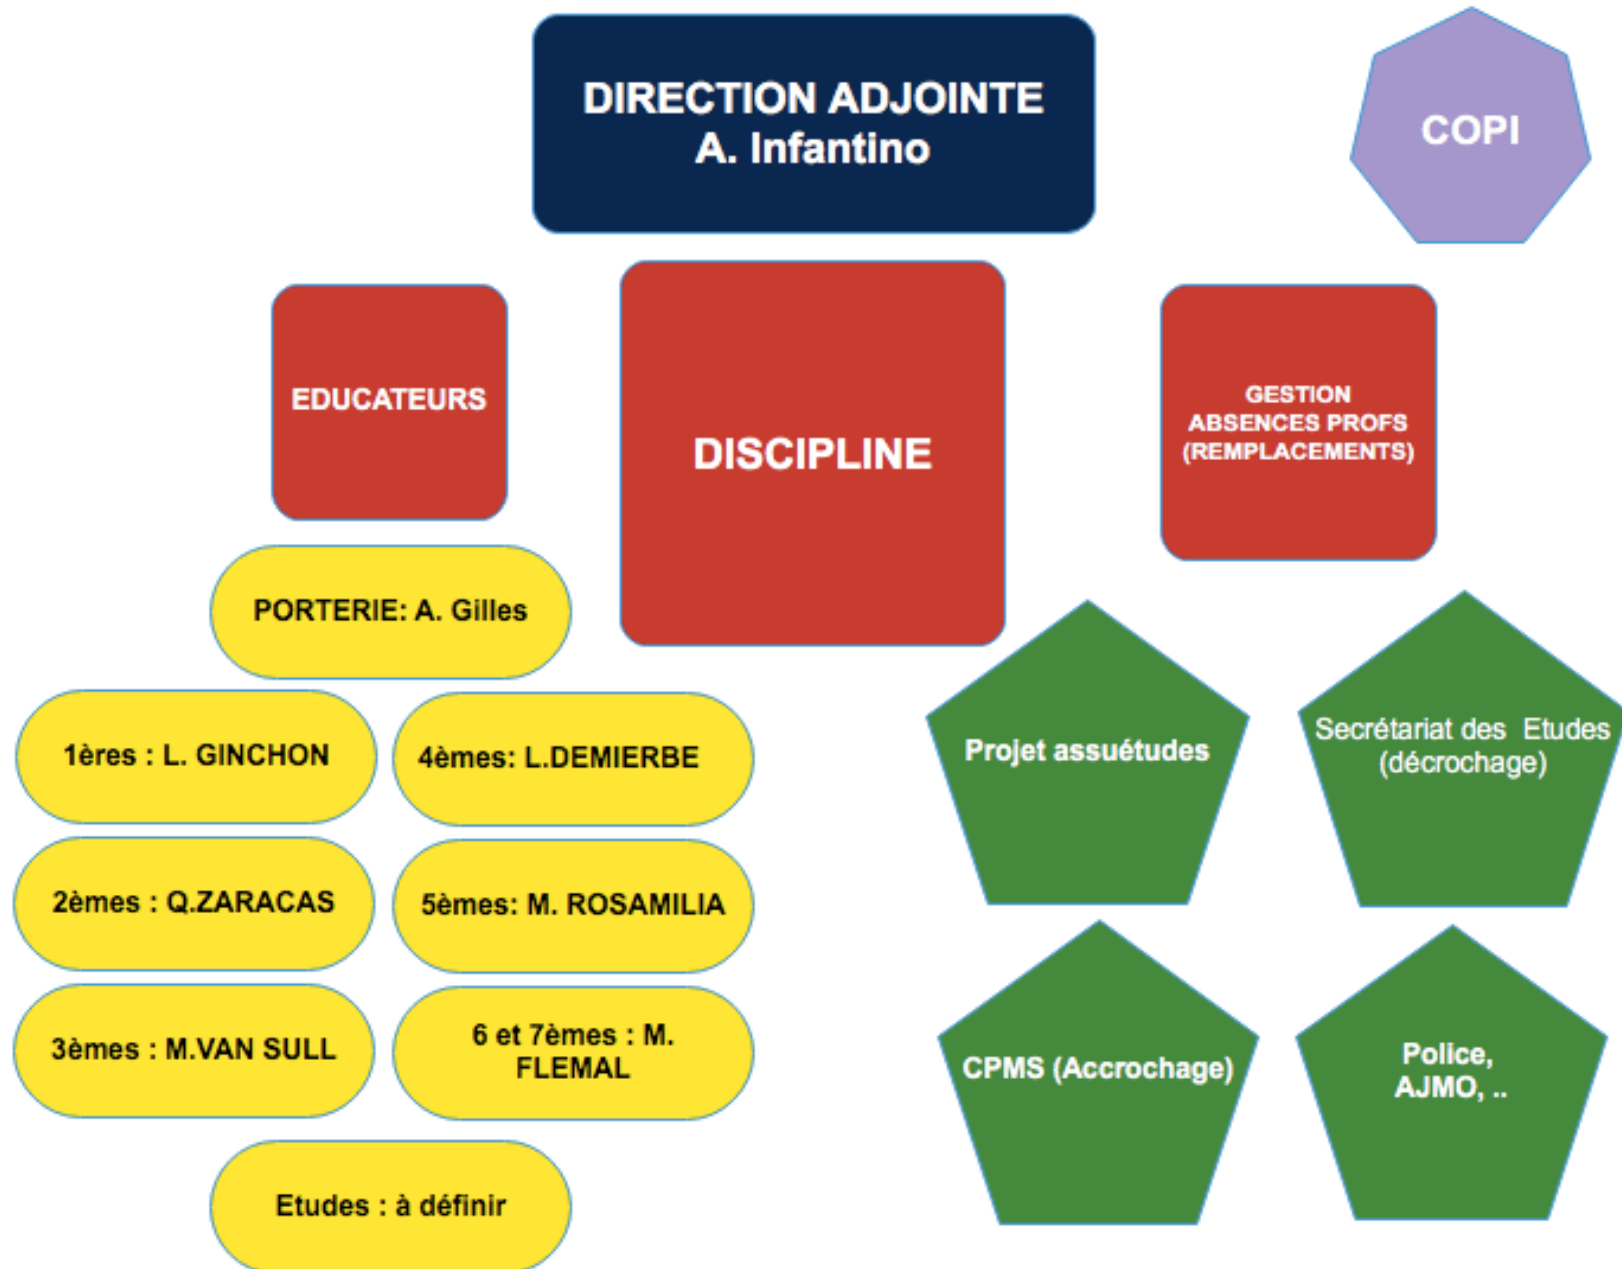 DIRECTION ADJOINTE
A. Infantino
COPI
EDUCATEURS
DISCIPLINE
GESTION
ABSENCES PROFS
(REMPLACEMENTS)
PORTERIE: A. Gilles
1ères : L. GINCHON
4èmes: L.DEMIERBE
2èmes : Q.ZARACAS
5èmes: M. ROSAMILIA
3èmes : M.VAN SULL
6 et 7èmes : M.
FLEMAL
Etudes : à définir
Projet assuétudes
Secrétariat des  Etudes
(décrochage)
CPMS (Accrochage)
Police,
AJMO, ..